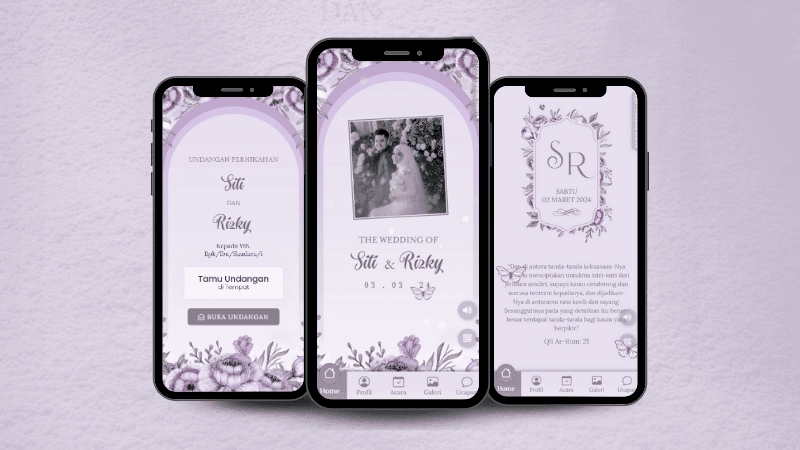 UNDANGAN PERNIKAHAN
Siti
DAN
Rizky
Kepada Yth
Bpk/Ibu/Saudara/i
Tamu Undangan
di Tempat
BUKA UNDANGAN
THE WEDDING OF
Siti & Rizky
03 . 03 . 24
Home
Profil
Acara
Galeri
Ucapan
SR
SABTU
02 MARET 2024
"Dan di antara tanda-tanda kekuasaan-Nya
menciptakan untukmu istri-istri dari
jenismu sendiri, supaya kamu cenderung dan
merasa tentram kepadanya, dan dijadikan-
Nya di antaramu rasa kasih dan sayang.
Sesungguhnya pada yang demikian itu benar-
benar terdapat tanda-tanda bagi kaum yang
berpikir."
QS Ar-Rum: 21
Home
Profil
Acara
Galeri
Ucapan